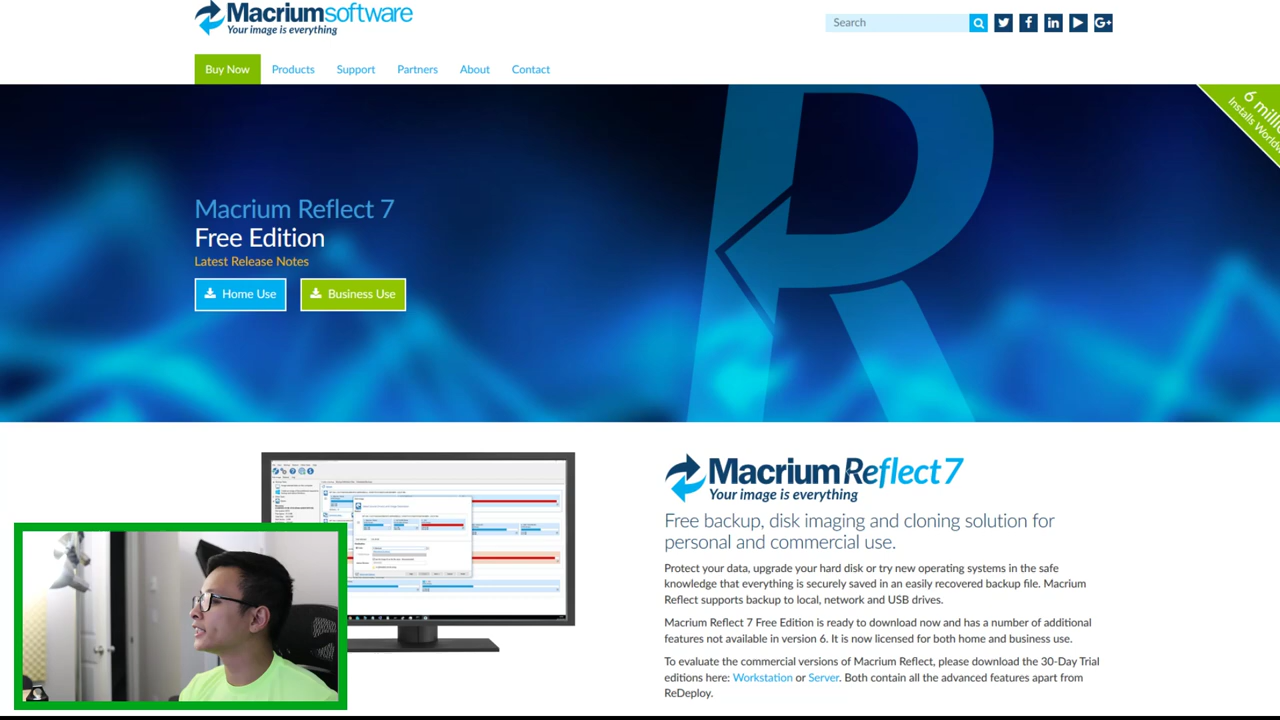 Macriumsoftware
Your image is everything
Search
Buy Now
Products
Support
Partners
About
Contact
6 mill
Installs
Macrium Reflect 7
Free Edition
Latest Release Notes
Home Use
Business Use
MacriumReflect 7
Your image is everything
Free backup, disk imaging and cloning solution for
personal and commercial use.
Protect your data, upgrade your hard disk or try new operating systems in the safe
knowledge that everything is securely saved in an easily recovered backup file. Macrium
Reflect supports backup to local, network and USB drives.
Macrium Reflect 7 Free Edition is ready to download now and has a number of additional
features not available in version 6. It is now licensed for both home and business use.
To evaluate the commercial versions of Macrium Reflect, please download the 30-Day Trial
editions here: Workstation or Server. Both contain all the advanced features apart from
ReDeploy.